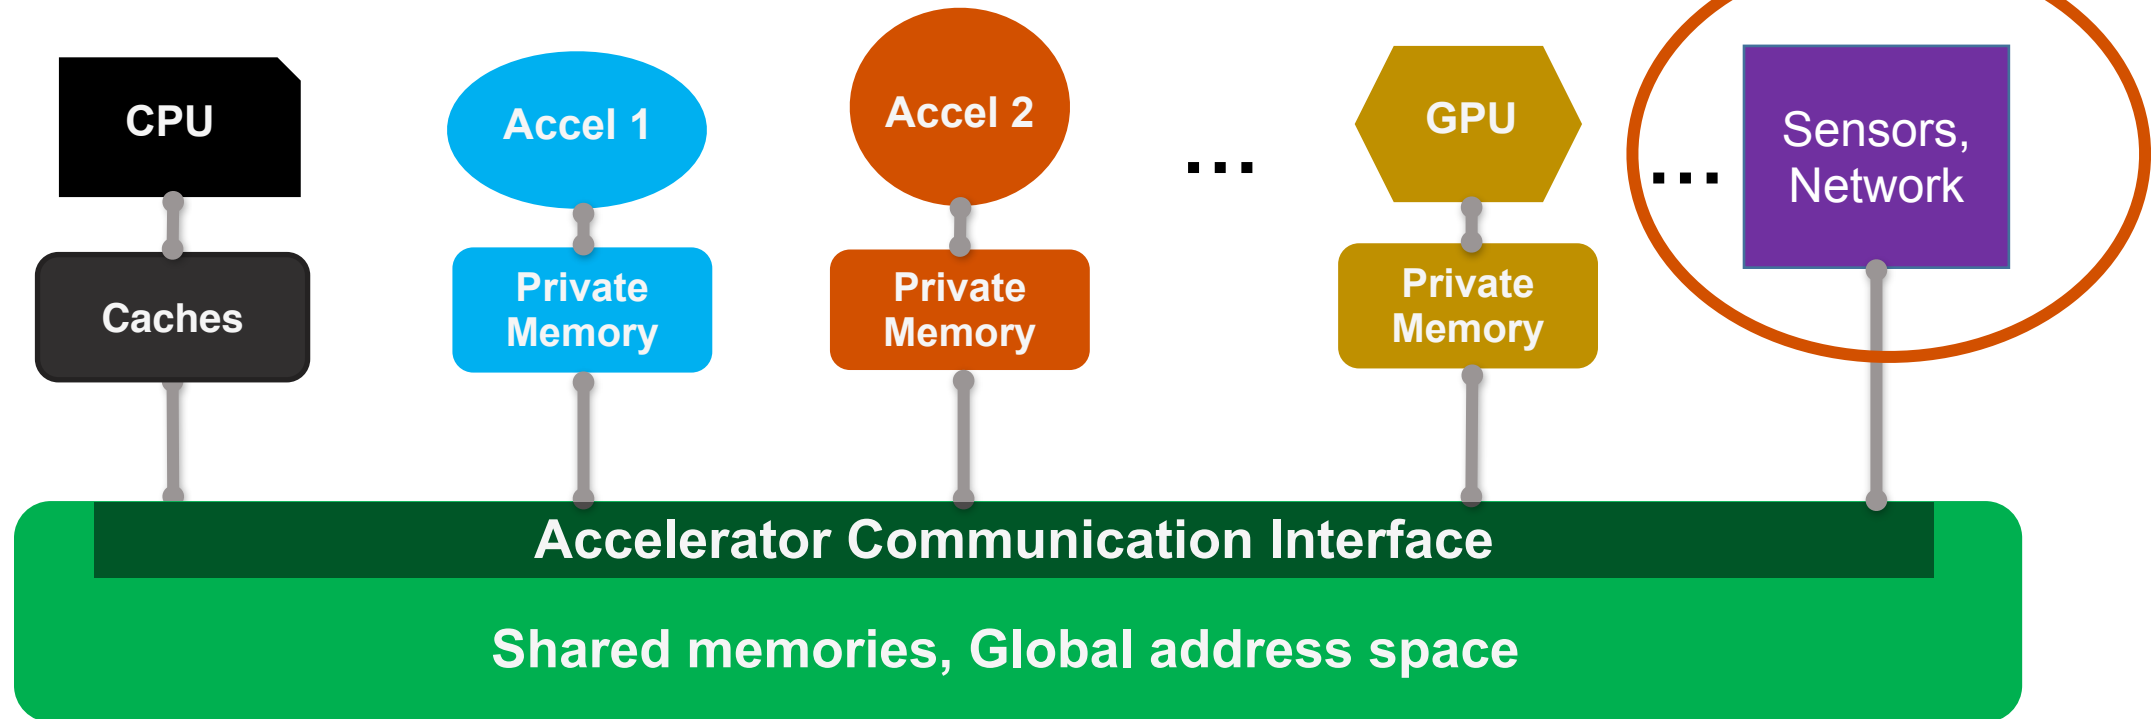 CPU
Accel 1
Accel 2
...
GPU
...
Sensors,
Network
Caches
Private
Memory
Private
Memory
Private
Memory
Accelerator Communication Interface
Shared memories, Global address space